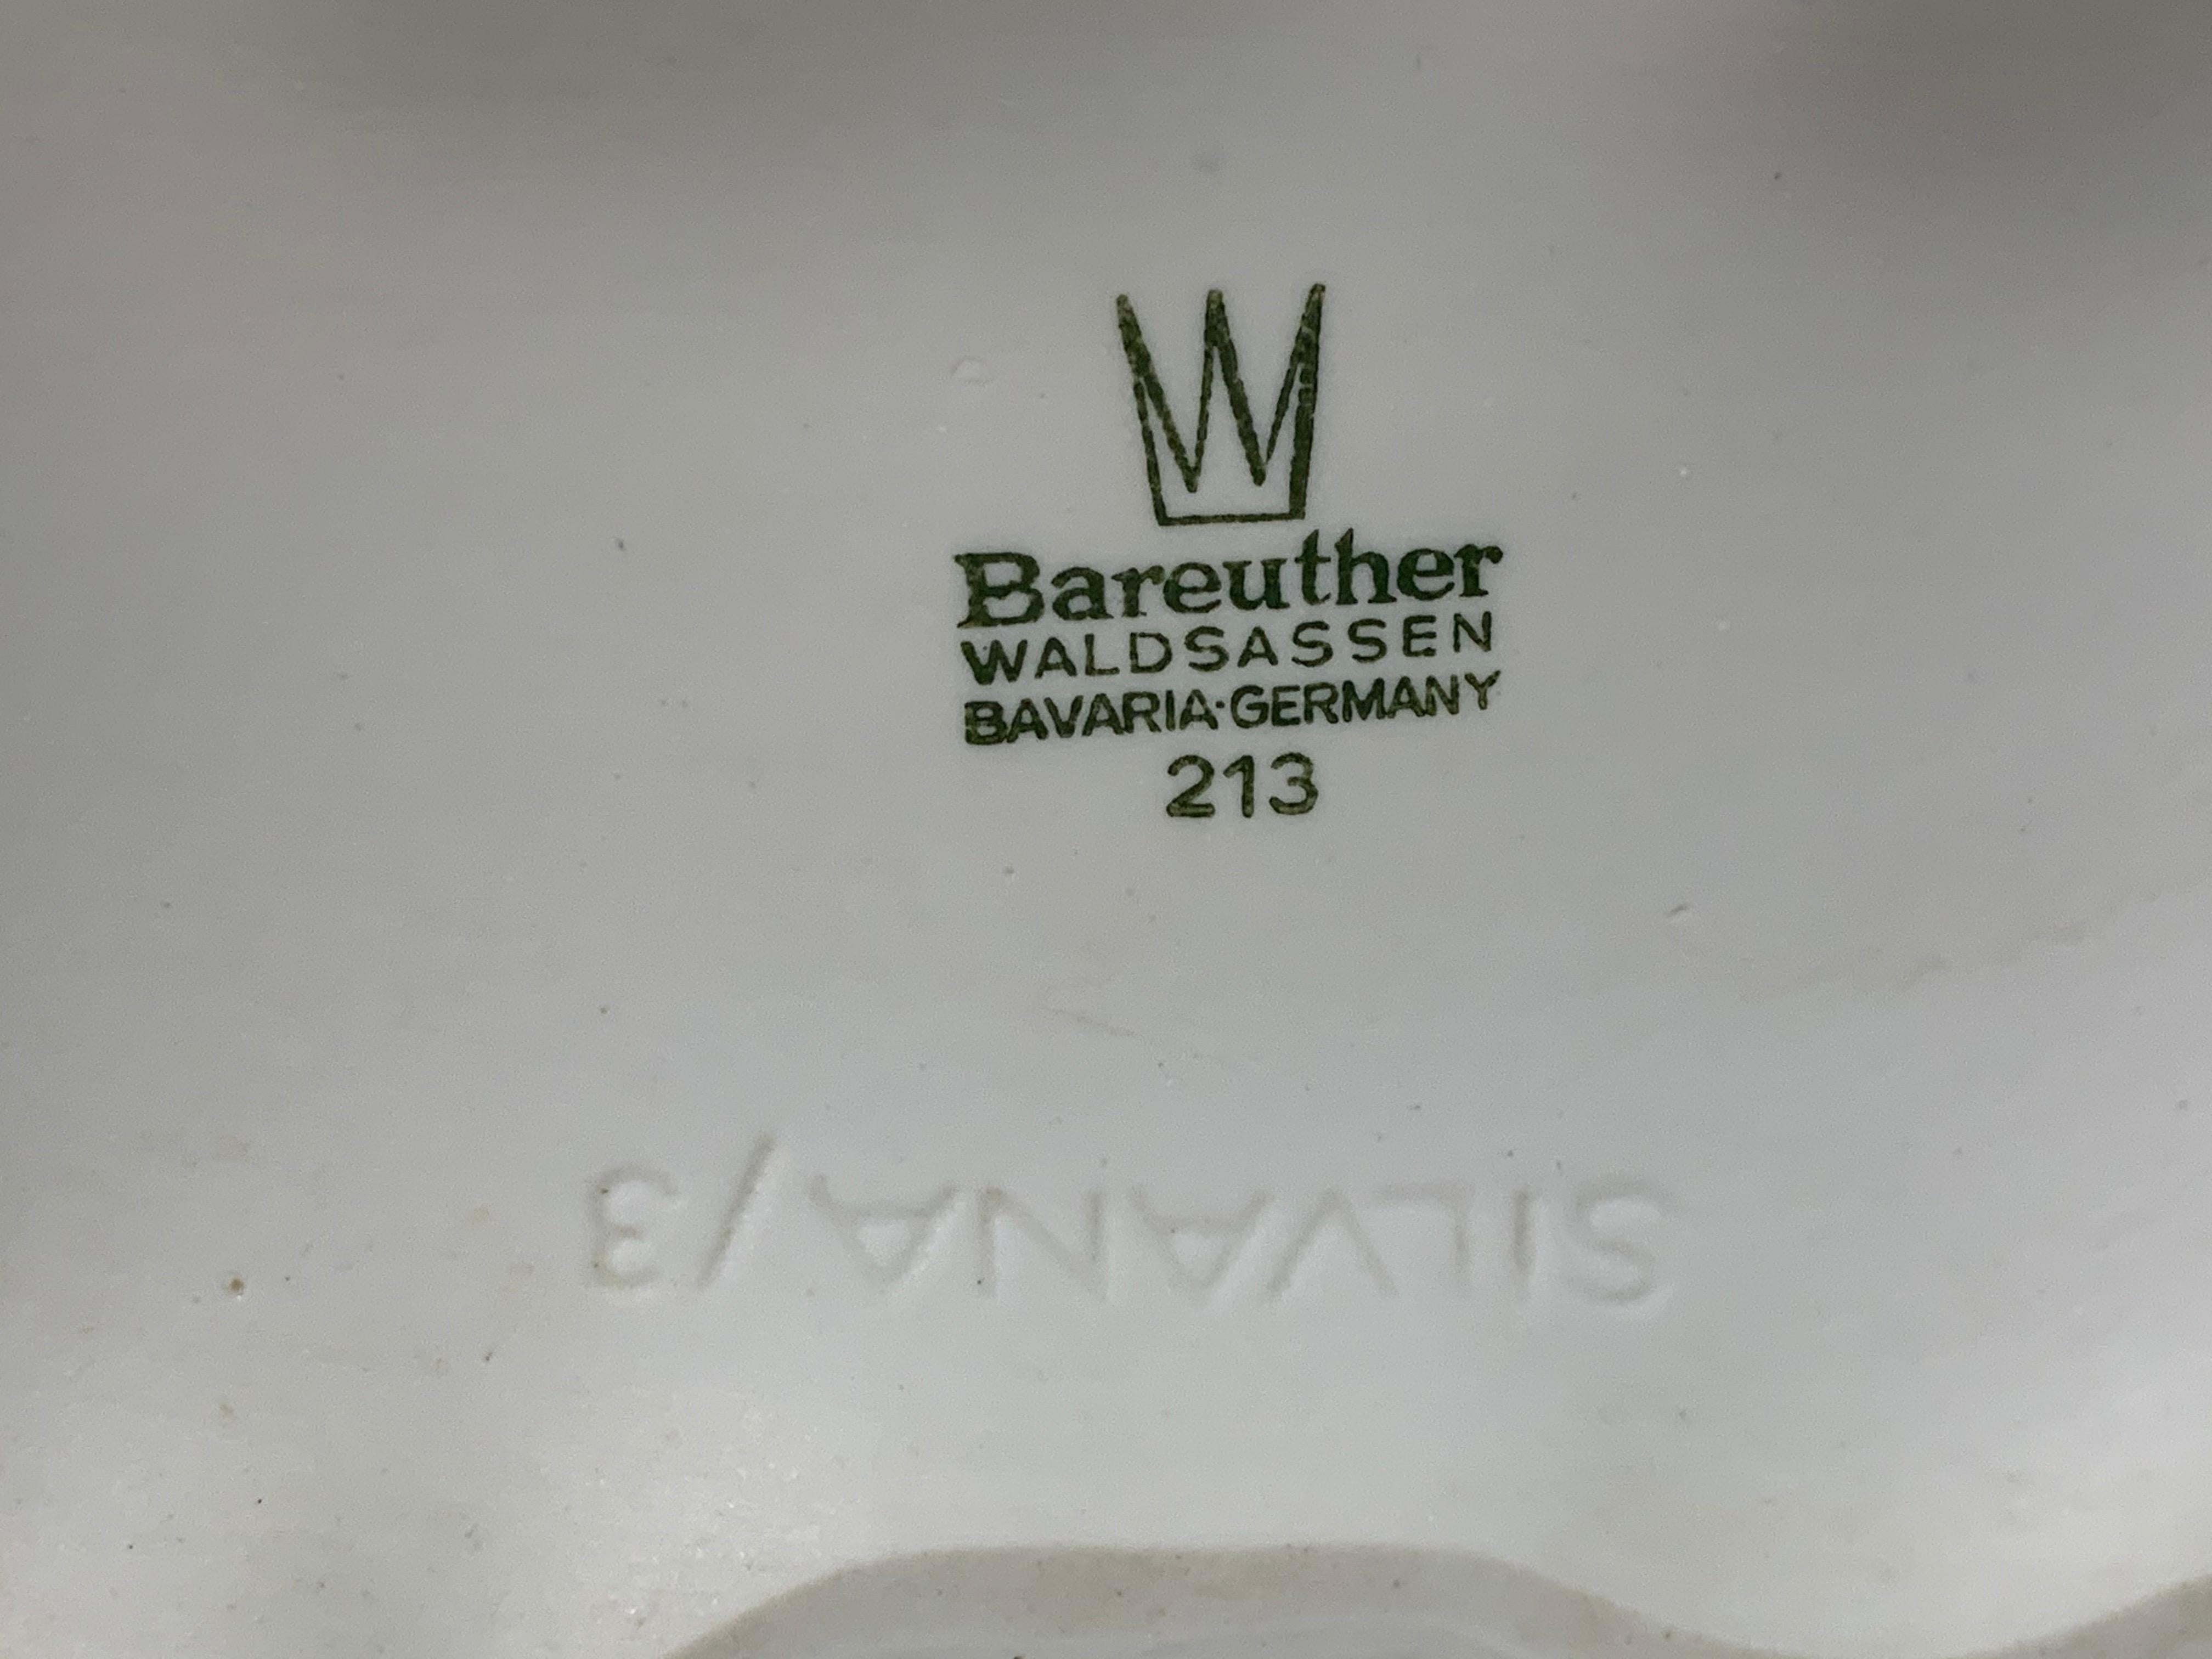 W
Bareuther
WALDSASSEN
BAVARIA·GERMANY
213
SILVANA/3